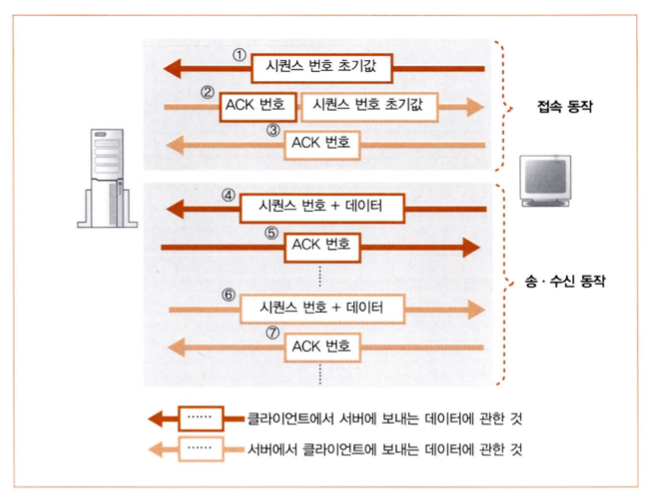 ①
시퀀스 번호 초기값
②
ACK 번호
시퀀스 번호 초기값
③
ACK 번호
접속 동작
④
시퀀스 번호 + 데이터
⑤
ACK 번호
⑥
시퀀스 번호 + 데이터
⑦
ACK 번호
송 · 수신 동작
...... 클라이언트에서 서버에 보내는 데이터에 관한 것
...... 서버에서 클라이언트에 보내는 데이터에 관한 것